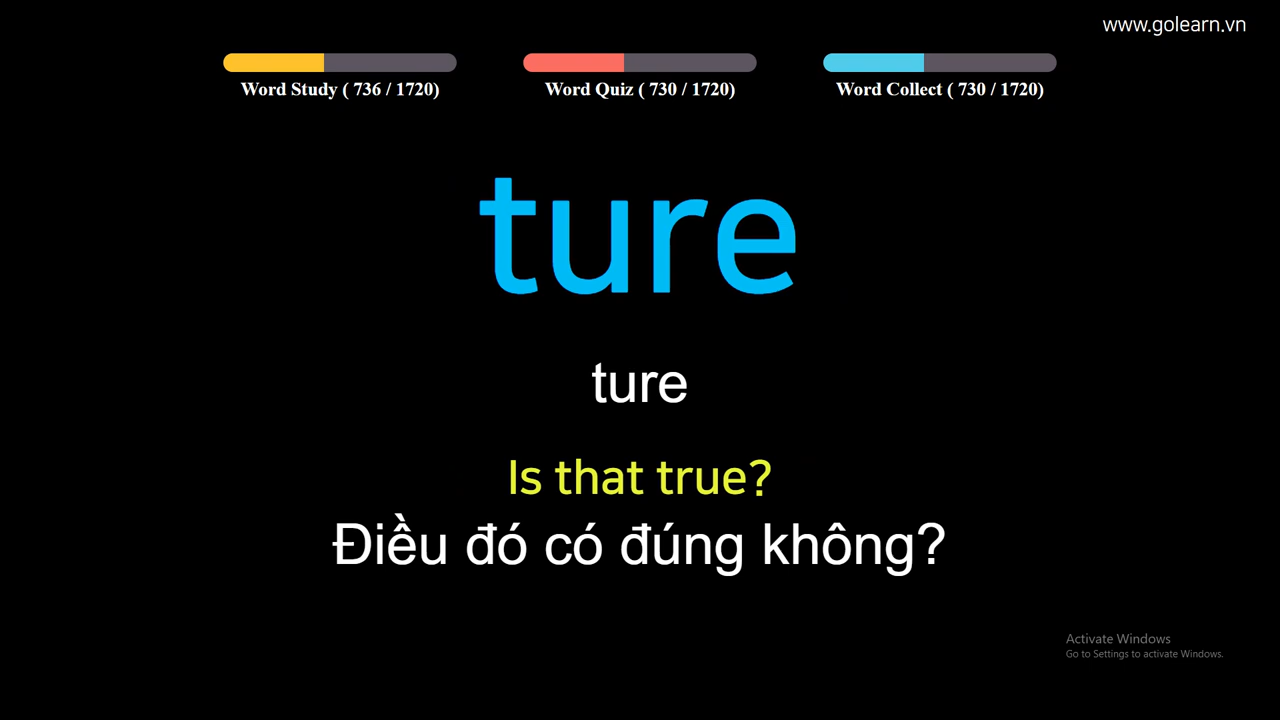 www.golearn.vn
Word Study ( 736 / 1720)
Word Quiz ( 730 / 1720)
Word Collect ( 730 / 1720)
ture
ture
Is that true?
Điều đó có đúng không?
Activate Windows
Go to Settings to activate Windows.